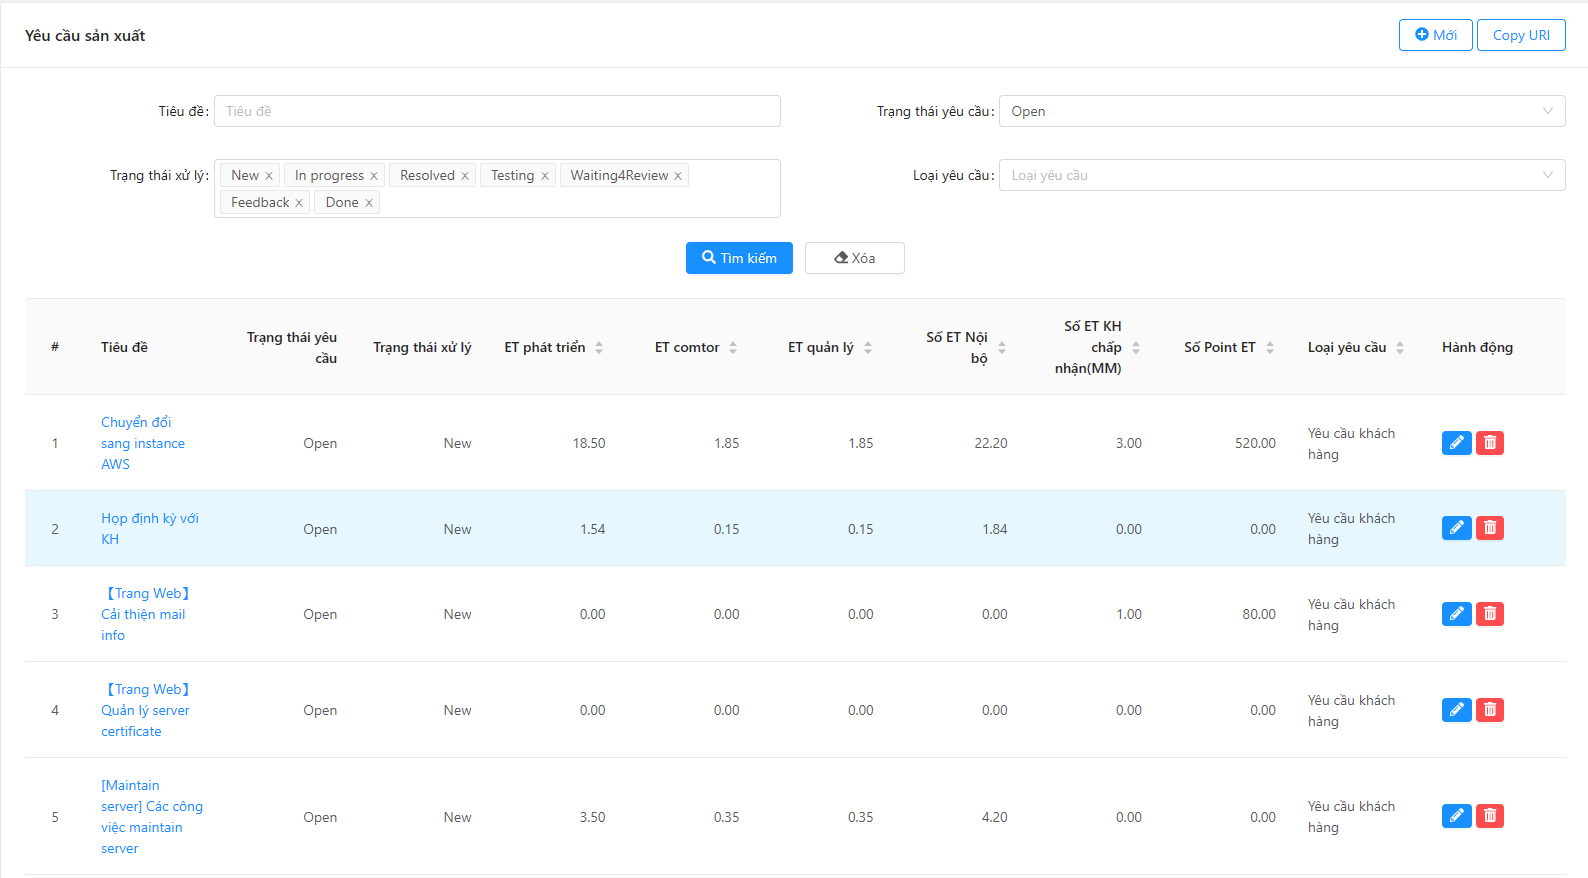 Yêu cầu sản xuất
Mới
Copy URI
Tiêu đề:
Tiêu đề
Trạng thái yêu cầu:
Open
Trạng thái xử lý:
New × In progress × Resolved × Testing × Waiting4Review ×
Feedback × Done ×
Loại yêu cầu:
Loại yêu cầu
Tìm kiếm
Xóa
#
Tiêu đề
Trạng thái yêu
cầu
Trạng thái xử lý
ET phát triển
ET comtor
ET quản lý
Số ET Nội
bộ
Số ET KH
chấp
nhận(MM)
Số Point ET
Loại yêu cầu
Hành động
1
Chuyển đổi
sang instance
AWS
Open
New
18.50
1.85
1.85
22.20
3.00
520.00
Yêu cầu khách
hàng
2
Họp định kỳ với
KH
Open
New
1.54
0.15
0.15
1.84
0.00
0.00
Yêu cầu khách
hàng
3
【Trang Web】
Cải thiện mail
info
Open
New
0.00
0.00
0.00
0.00
1.00
80.00
Yêu cầu khách
hàng
4
【Trang Web】
Quản lý server
certificate
Open
New
0.00
0.00
0.00
0.00
0.00
0.00
Yêu cầu khách
hàng
5
[Maintain
server] Các công
việc maintain
server
Open
New
3.50
0.35
0.35
4.20
0.00
0.00
Yêu cầu khách
hàng